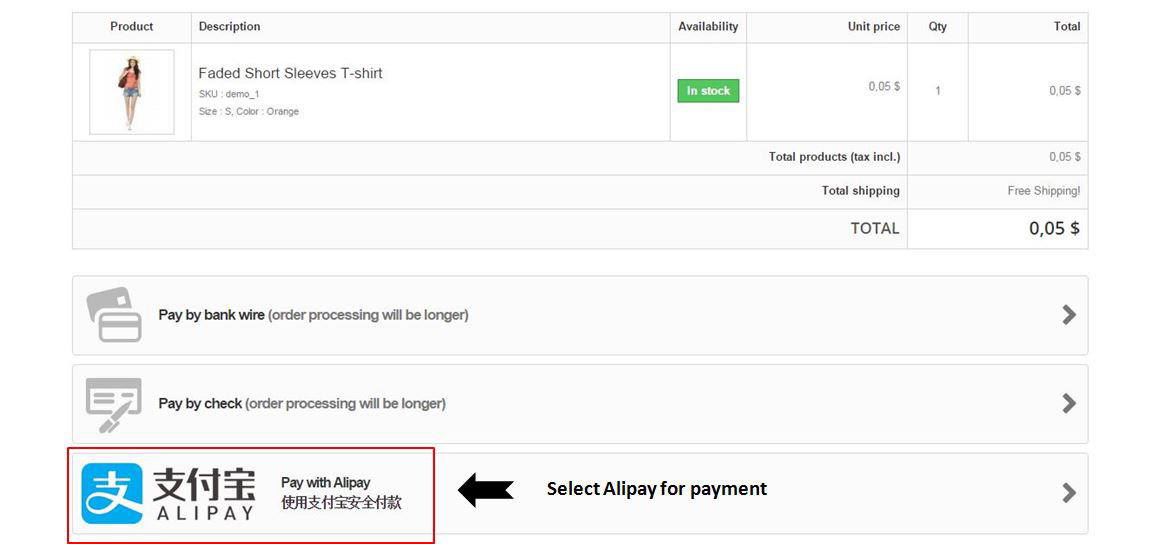 Product Description Availability Unit price Qty Total
Faded Short Sleeves T-shirt
SKU : demo_1
Size : S, Color : Orange
In stock
0,05 $
1
0,05 $
Total products (tax incl.) 0,05 $
Total shipping Free Shipping!
TOTAL 0,05 $
Pay by bank wire (order processing will be longer)
Pay by check (order processing will be longer)
支 支付宝
ALIPAY
Pay with Alipay
使用支付宝安全付款
Select Alipay for payment